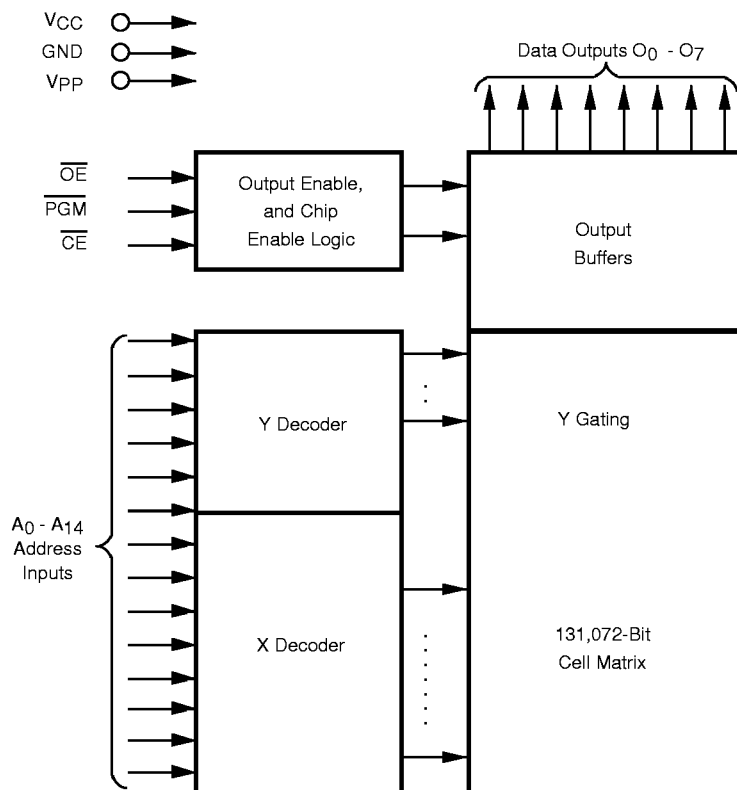 VCC
GND
VPP
Data Outputs O0 - O7
OE
PGM
CE
Output Enable,
and Chip
Enable Logic
Output
Buffers
Y Decoder
Y Gating
A0 - A14
Address
Inputs
X Decoder
131,072-Bit
Cell Matrix